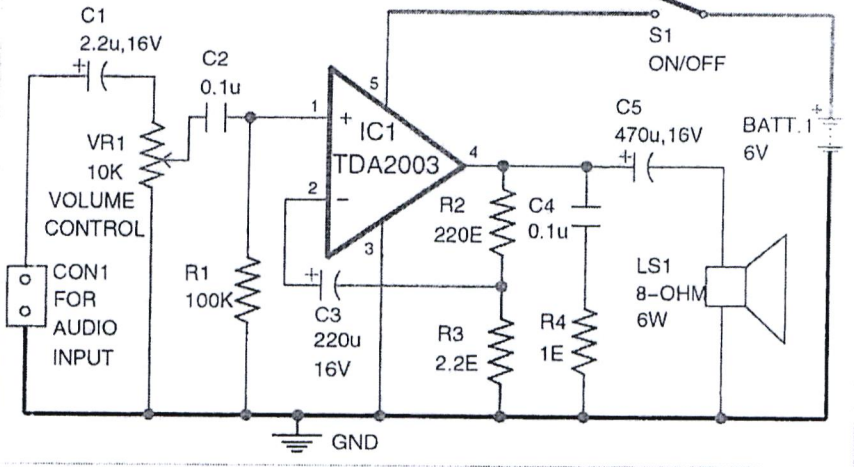 C1
2.2u,16V
C2
0.1u
VR1
10K
VOLUME
CONTROL
CON1
FOR
AUDIO
INPUT
R1
100K
1
+
2
−
3
4
5
IC1
TDA2003
+
+
C3
220u
16V
R2
220E
R3
2.2E
C4
0.1u
R4
1E
C5
470u,16V
+
LS1
8–OHM
6W
S1
ON/OFF
BATT.1
6V
+
GND